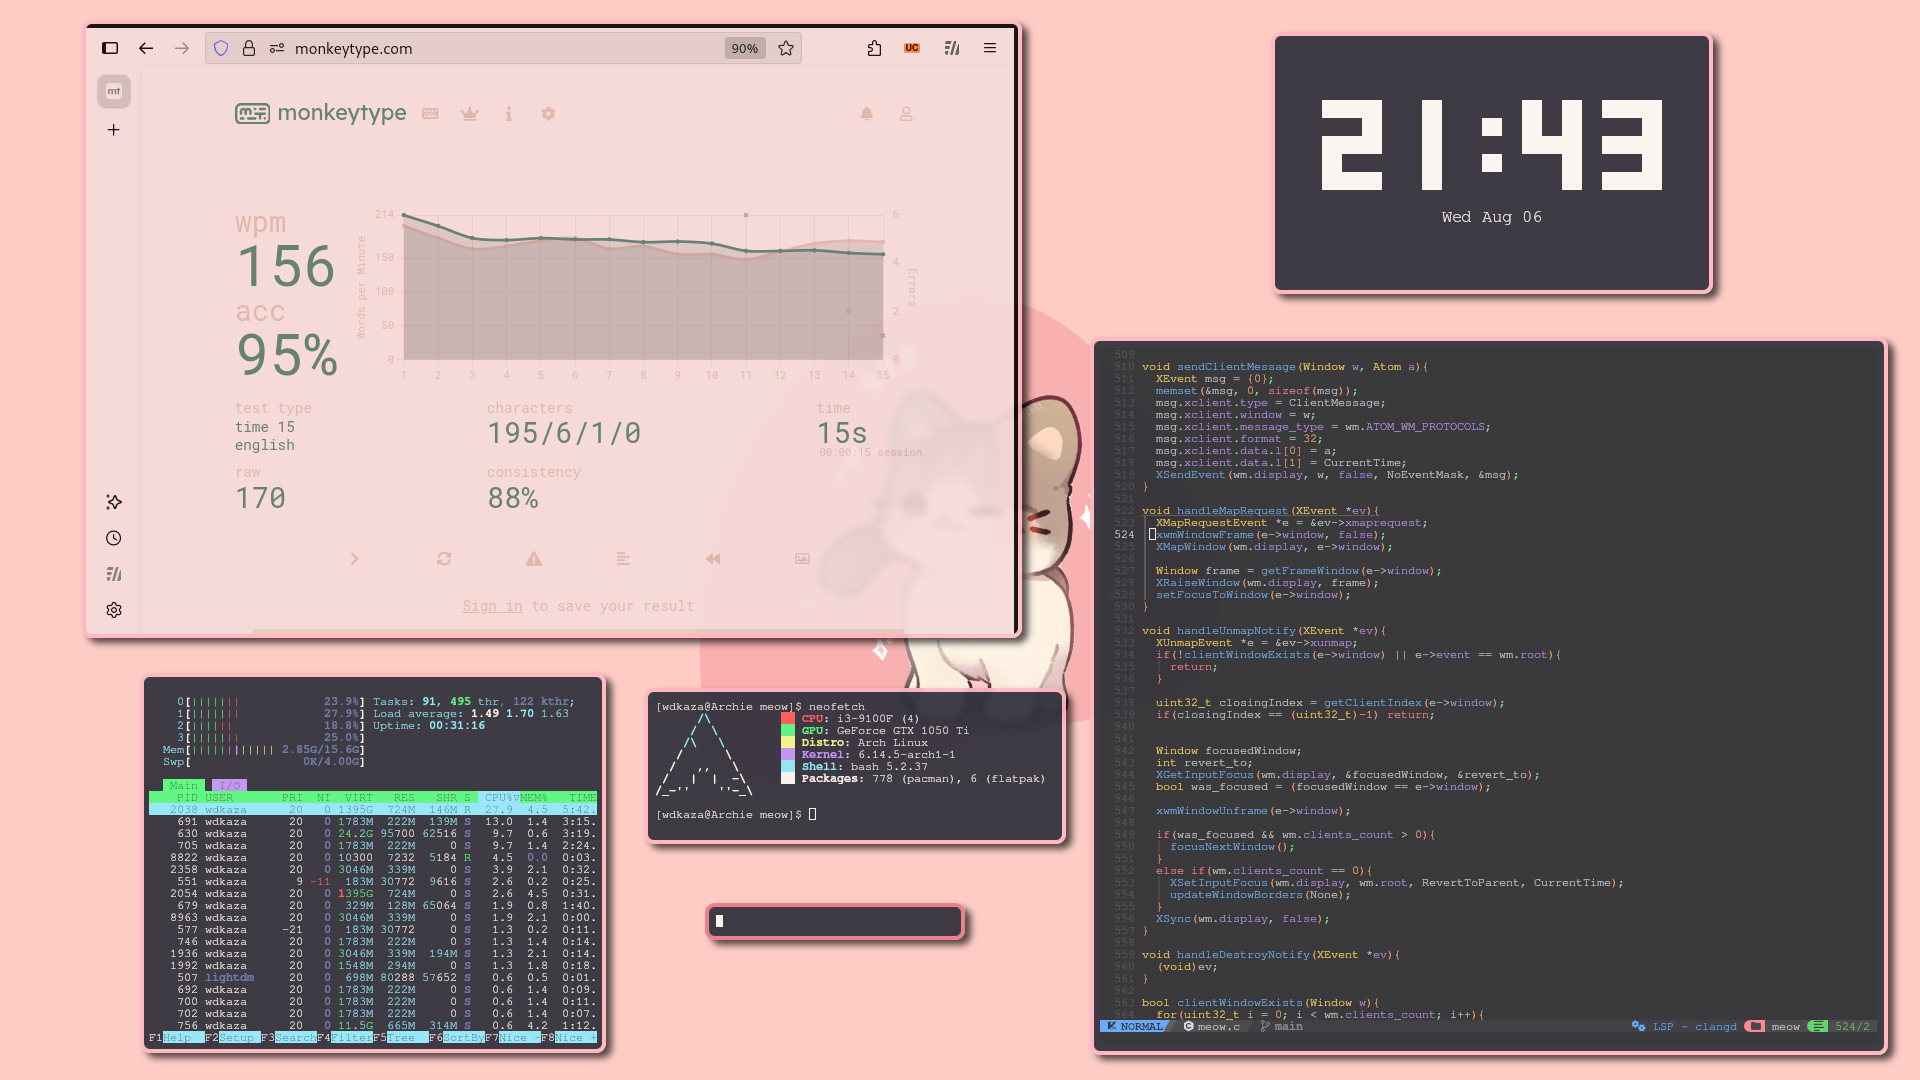 monkeytype.com
90%
UC
mt
monkeytype
wpm
156
acc
95%
214
150
100
50
0
Words per Minute
6
4
2
0
Errors
1 2 3 4 5 6 7 8 9 10 11 12 13 14 15
test type
time 15
english
characters
195/6/1/0
time
15s
00:00:15 session
raw
170
consistency
88%
Sign in to save your result
21:43
Wed Aug 06
0[||||||| 23.9%] Tasks: 91, 495 thr, 122 kthr;
1[||||||| 27.9%] Load average: 1.49 1.70 1.63
2[|||||| 18.8%] Uptime: 00:31:16
3[||||||| 25.0%]
Mem[|||||||||||| 2.85G/15.6G]
Swp[ 0K/4.00G]
Main I/O
PID USER PRI NI VIRT RES SHR S CPU%▽MEM% TIME
2038 wdkaza 20 0 1395G 724M 146M R 27.9 4.5 5:42.
691 wdkaza 20 0 1783M 222M 139M S 13.0 1.4 3:15.
630 wdkaza 20 0 24.2G 95700 62516 S 9.7 0.6 3:19.
705 wdkaza 20 0 1783M 222M 0 S 9.7 1.4 2:24.
8822 wdkaza 20 0 10300 7232 5184 R 4.5 0.0 0:03.
2358 wdkaza 20 0 3046M 339M 0 S 3.9 2.1 0:32.
551 wdkaza 9 -11 183M 30772 9616 S 2.6 0.2 0:25.
2054 wdkaza 20 0 1395G 724M 0 S 2.6 4.5 0:31.
679 wdkaza 20 0 329M 128M 65064 S 1.9 0.8 1:40.
8963 wdkaza 20 0 3046M 339M 0 S 1.9 2.1 0:00.
577 wdkaza -21 0 183M 30772 0 S 1.3 0.2 0:11.
746 wdkaza 20 0 1783M 222M 0 S 1.3 1.4 0:14.
1936 wdkaza 20 0 3046M 339M 194M S 1.3 2.1 0:14.
1992 wdkaza 20 0 1548M 294M 0 S 1.3 1.8 0:18.
507 lightdm 20 0 698M 80288 57652 S 0.6 0.5 0:01.
692 wdkaza 20 0 1783M 222M 0 S 0.6 1.4 0:09.
700 wdkaza 20 0 1783M 222M 0 S 0.6 1.4 0:11.
702 wdkaza 20 0 1783M 222M 0 S 0.6 1.4 0:07.
756 wdkaza 20 0 11.5G 665M 314M S 0.6 4.2 1:12.
F1Help F2Setup F3SearchF4FilterF5Tree F6SortByF7Nice -F8Nice +
[wdkaza@Archie meow]$ neofetch
CPU: i3-9100F (4)
GPU: GeForce GTX 1050 Ti
Distro: Arch Linux
Kernel: 6.14.5-arch1-1
Shell: bash 5.2.37
Packages: 778 (pacman), 6 (flatpak)
[wdkaza@Archie meow]$
509
510 void sendClientMessage(Window w, Atom a){
511 XEvent msg = {0};
512 memset(&msg, 0, sizeof(msg));
513 msg.xclient.type = ClientMessage;
514 msg.xclient.window = w;
515 msg.xclient.message_type = wm.ATOM_WM_PROTOCOLS;
516 msg.xclient.format = 32;
517 msg.xclient.data.l[0] = a;
518 msg.xclient.data.l[1] = CurrentTime;
519 XSendEvent(wm.display, w, false, NoEventMask, &msg);
520 }
521
522 void handleMapRequest(XEvent *ev){
523 XMapRequestEvent *e = &ev->xmaprequest;
524 xwmWindowFrame(e->window, false);
525 XMapWindow(wm.display, e->window);
526
527 Window frame = getFrameWindow(e->window);
528 XRaiseWindow(wm.display, frame);
529 setFocusToWindow(e->window);
530 }
531
532 void handleUnmapNotify(XEvent *ev){
533 XUnmapEvent *e = &ev->xunmap;
534 if(!clientWindowExists(e->window) || e->event == wm.root){
535 return;
536 }
537
538 uint32_t closingIndex = getClientIndex(e->window);
539 if(closingIndex == (uint32_t)-1) return;
540
541
542 Window focusedWindow;
543 int revert_to;
544 XGetInputFocus(wm.display, &focusedWindow, &revert_to);
545 bool was_focused = (focusedWindow == e->window);
546
547 xwmWindowUnframe(e->window);
548
549 if(was_focused && wm.clients_count > 0){
550 focusNextWindow();
551 }
552 else if(wm.clients_count == 0){
553 XSetInputFocus(wm.display, wm.root, RevertToParent, CurrentTime);
554 updateWindowBorders(None);
555 }
556 XSync(wm.display, false);
557 }
558
559 void handleDestroyNotify(XEvent *ev){
560 (void)ev;
561 }
562
563 bool clientWindowExists(Window w){
564 for(uint32_t i = 0; i < wm.clients_count; i++){
NORMAL meow.c main LSP ~ clangd meow 524/2